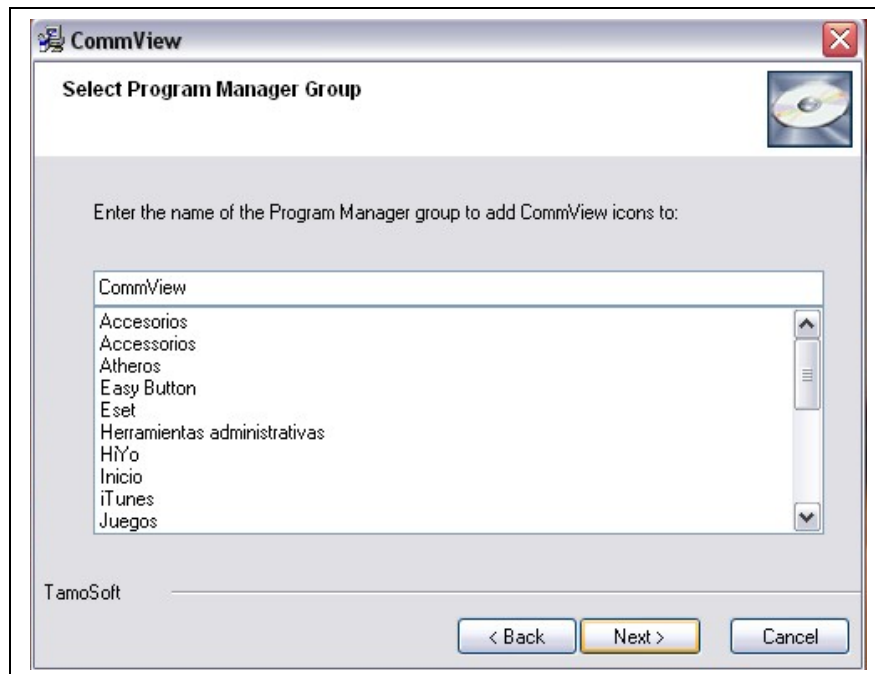 CommView
Select Program Manager Group
Enter the name of the Program Manager group to add CommView icons to:
CommView
Accesorios
Accessorios
Atheros
Easy Button
Eset
Herramientas administrativas
HiYo
Inicio
iTunes
Juegos
TamoSoft
< Back Next > Cancel